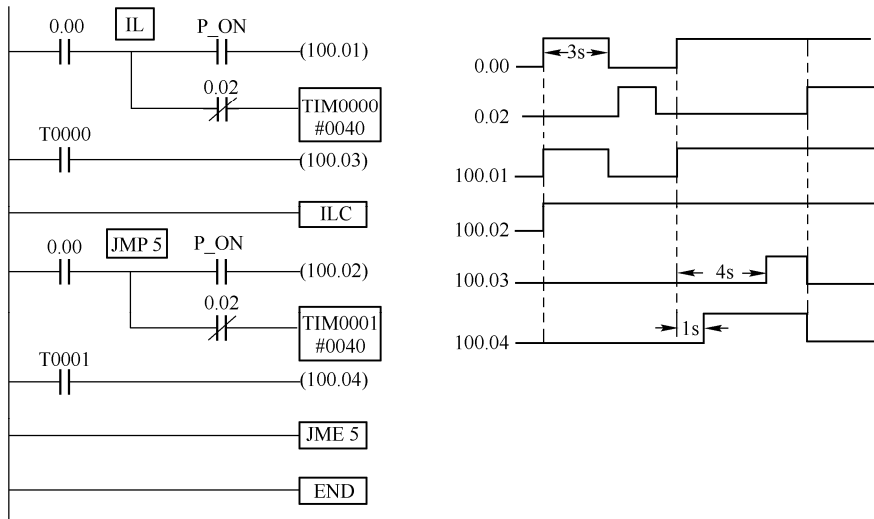 0.00 IL P_ON
(100.01)
0.02
TIM0000
#0040
T0000
(100.03)
ILC
0.00 JMP 5 P_ON
(100.02)
0.02
TIM0001
#0040
T0001
(100.04)
JME 5
END
0.00 3s
0.02
100.01
100.02
100.03 4s
100.04 1s